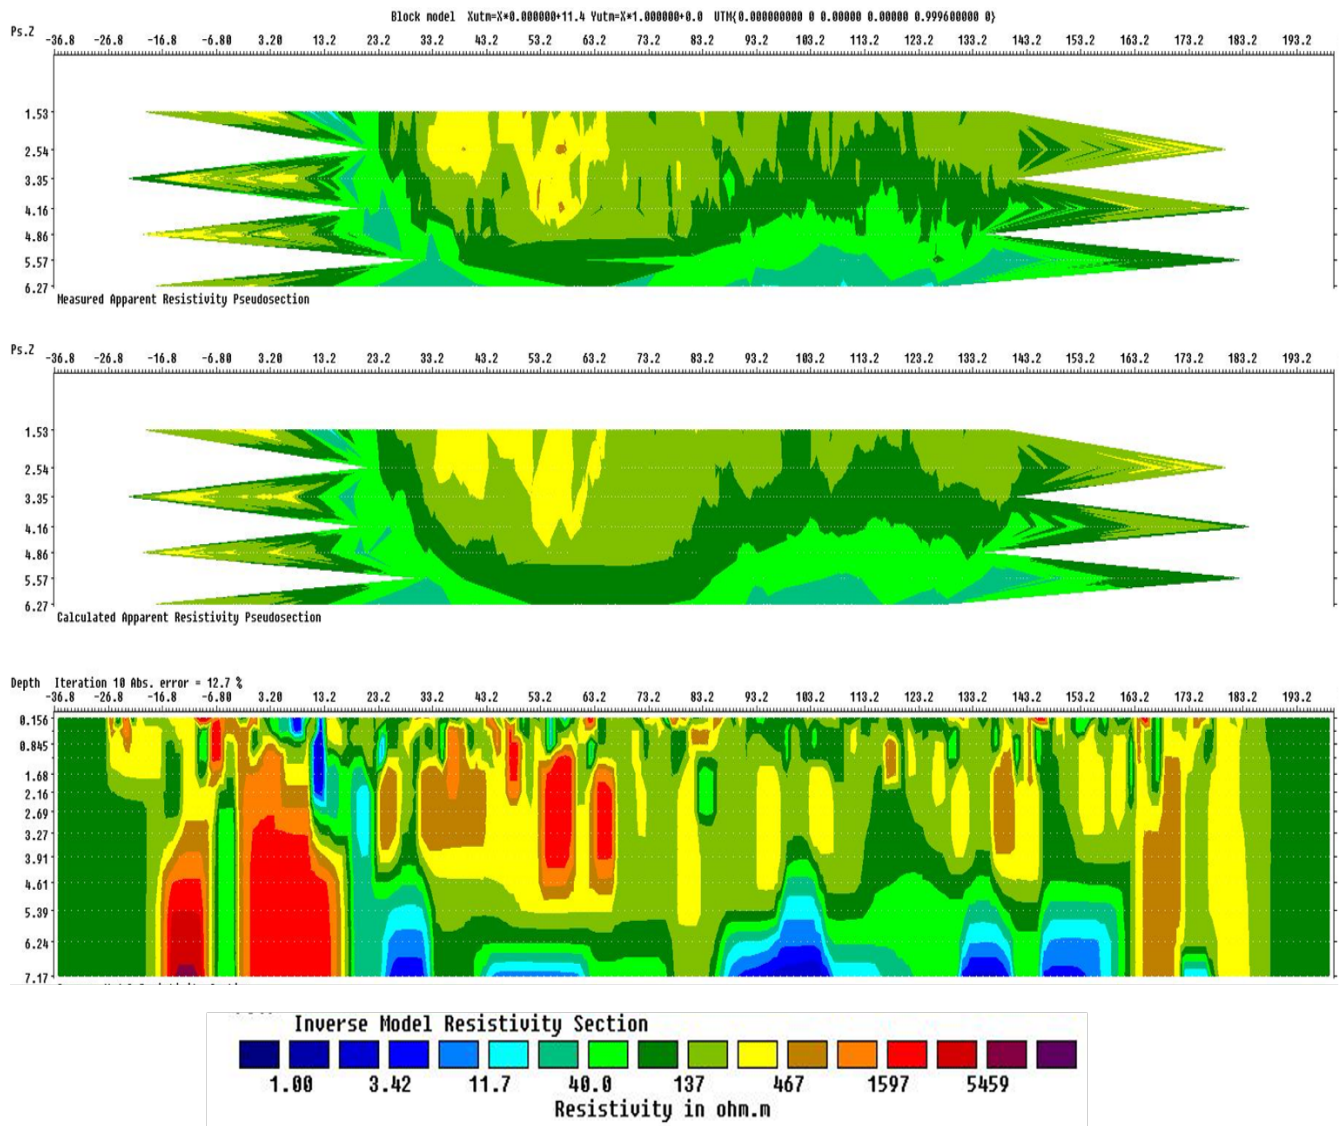 Block model Xutm=X*0.000000+11.4 Yutm=X*1.000000+0.0 UTM{0.000000000 0 0.00000 0.00000 0.999600000 0}
Ps.Z
-36.8 -26.8 -16.8 -6.80 3.20 13.2 23.2 33.2 43.2 53.2 63.2 73.2 83.2 93.2 103.2 113.2 123.2 133.2 143.2 153.2 163.2 173.2 183.2 193.2
1.53
2.54
3.35
4.16
4.86
5.57
6.27
Measured Apparent Resistivity Pseudosection
Ps.Z
-36.8 -26.8 -16.8 -6.80 3.20 13.2 23.2 33.2 43.2 53.2 63.2 73.2 83.2 93.2 103.2 113.2 123.2 133.2 143.2 153.2 163.2 173.2 183.2 193.2
1.53
2.54
3.35
4.16
4.86
5.57
6.27
Calculated Apparent Resistivity Pseudosection
Depth Iteration 10 Abs. error = 12.7 %
-36.8 -26.8 -16.8 -6.80 3.20 13.2 23.2 33.2 43.2 53.2 63.2 73.2 83.2 93.2 103.2 113.2 123.2 133.2 143.2 153.2 163.2 173.2 183.2 193.2
0.156
0.845
1.68
2.16
2.69
3.27
3.91
4.61
5.39
6.24
7.17
Inverse Model Resistivity Section
1.00 3.42 11.7 40.0 137 467 1597 5459
Resistivity in ohm.m